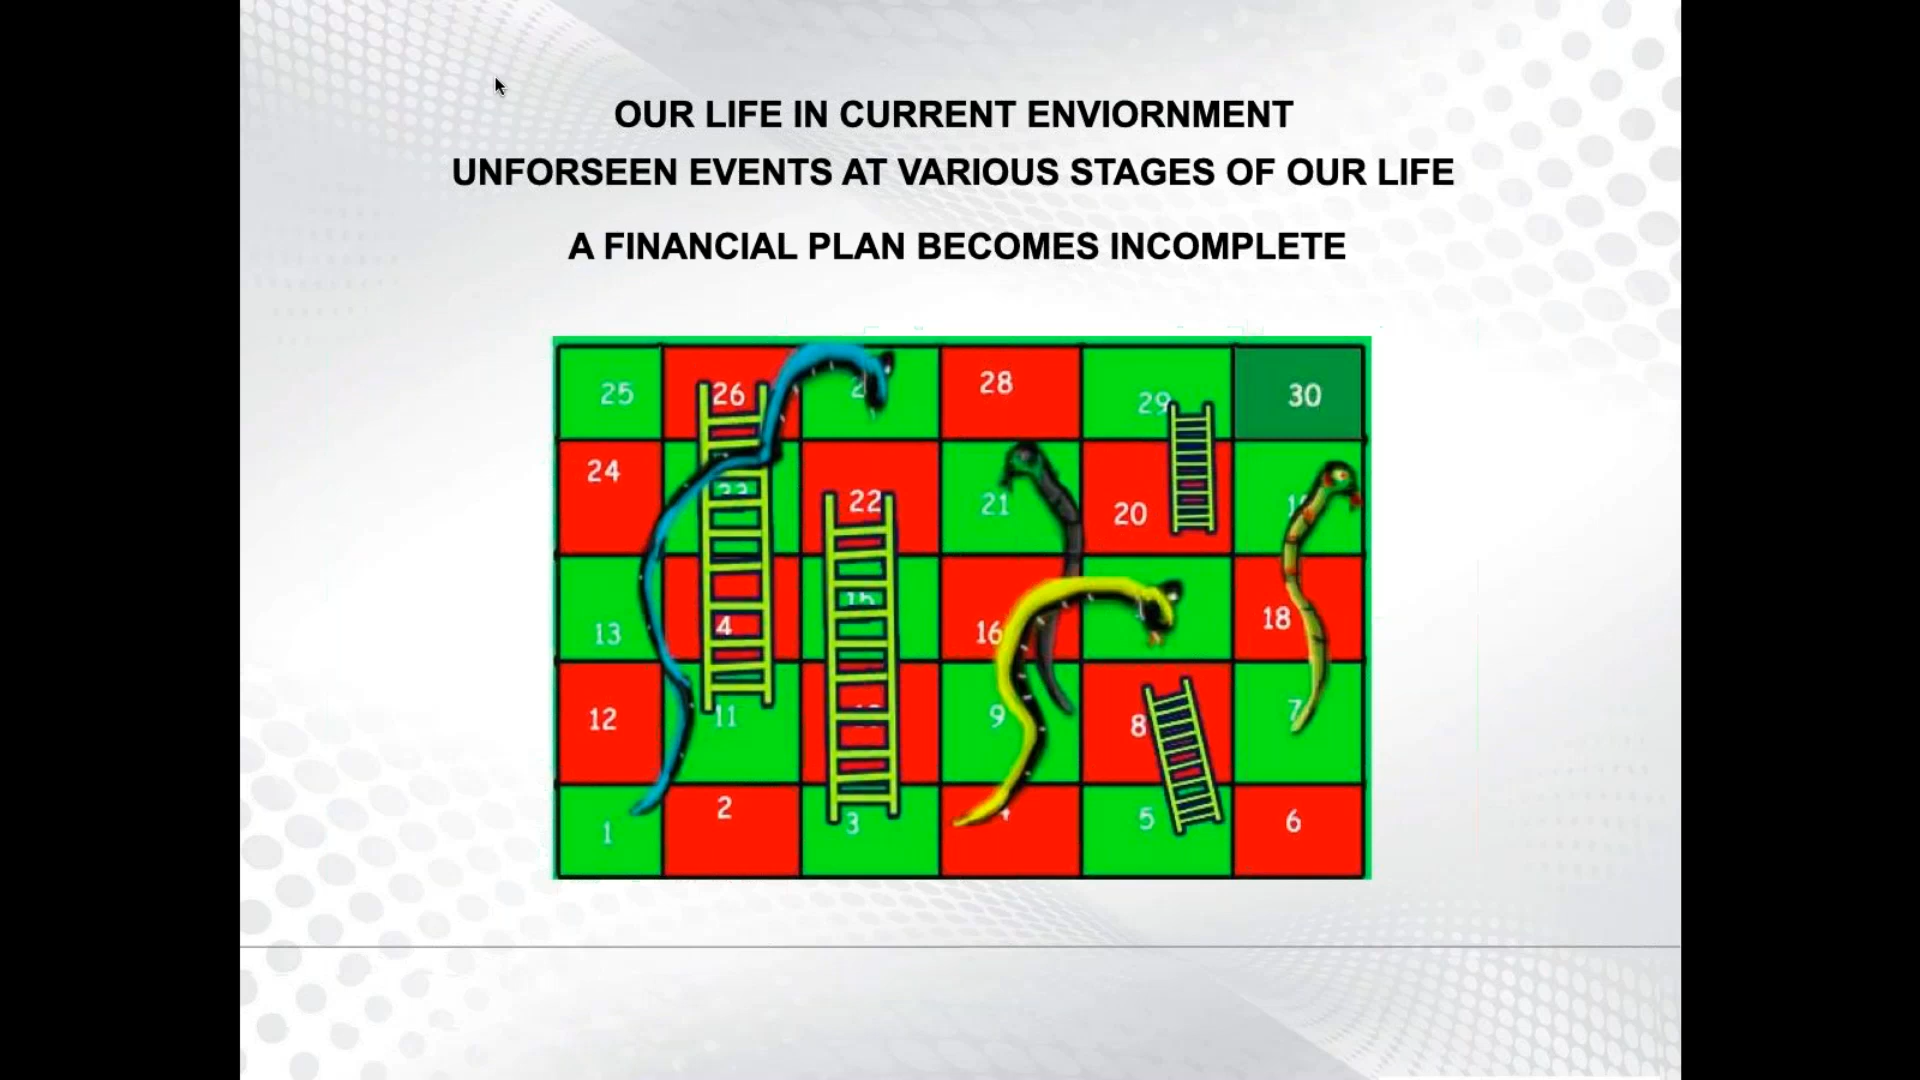 OUR LIFE IN CURRENT ENVIORNMENT
UNFORSEEN EVENTS AT VARIOUS STAGES OF OUR LIFE
A FINANCIAL PLAN BECOMES INCOMPLETE
25 26 28 29 30
24 22 21 20
13 16 18
12 11 9 8 7
1 2 3 5 6